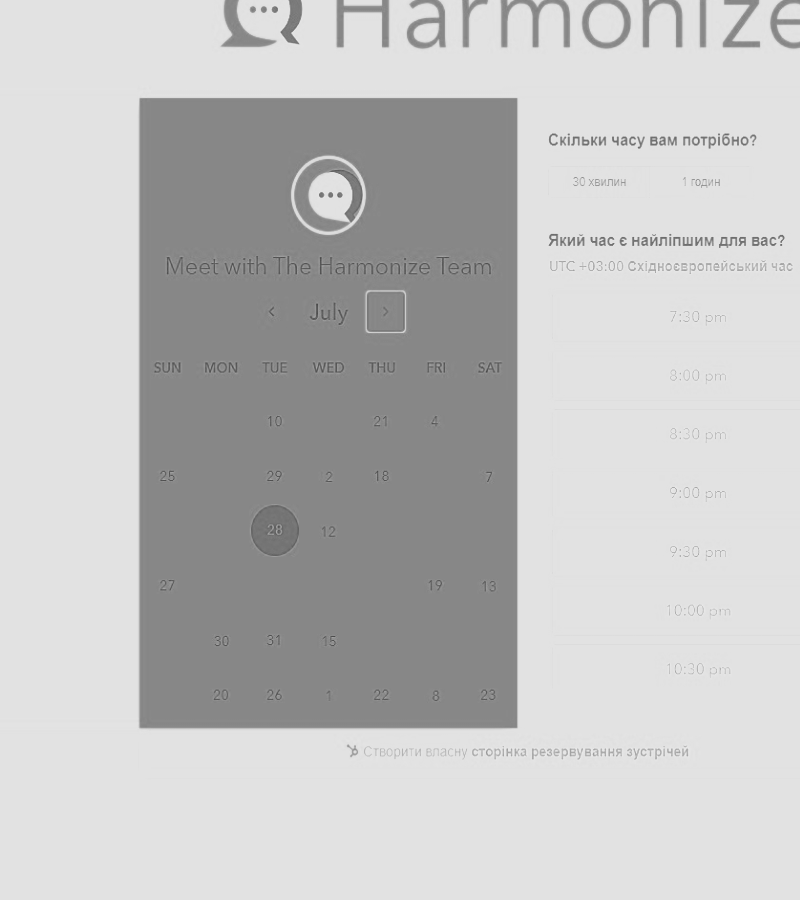 Harmonize
Meet with The Harmonize Team
July
SUN MON TUE WED THU FRI SAT
10 21 4
25 29 2 18 7
28 12
27 19 13
30 31 15
20 26 1 22 8 23
Скільки часу вам потрібно?
30 хвилин 1 годин
Який час є найліпшим для вас?
UTC +03:00 Східноєвропейський час
7:30 pm
8:00 pm
8:30 pm
9:00 pm
9:30 pm
10:00 pm
10:30 pm
Створити власну сторінка резервування зустрічей